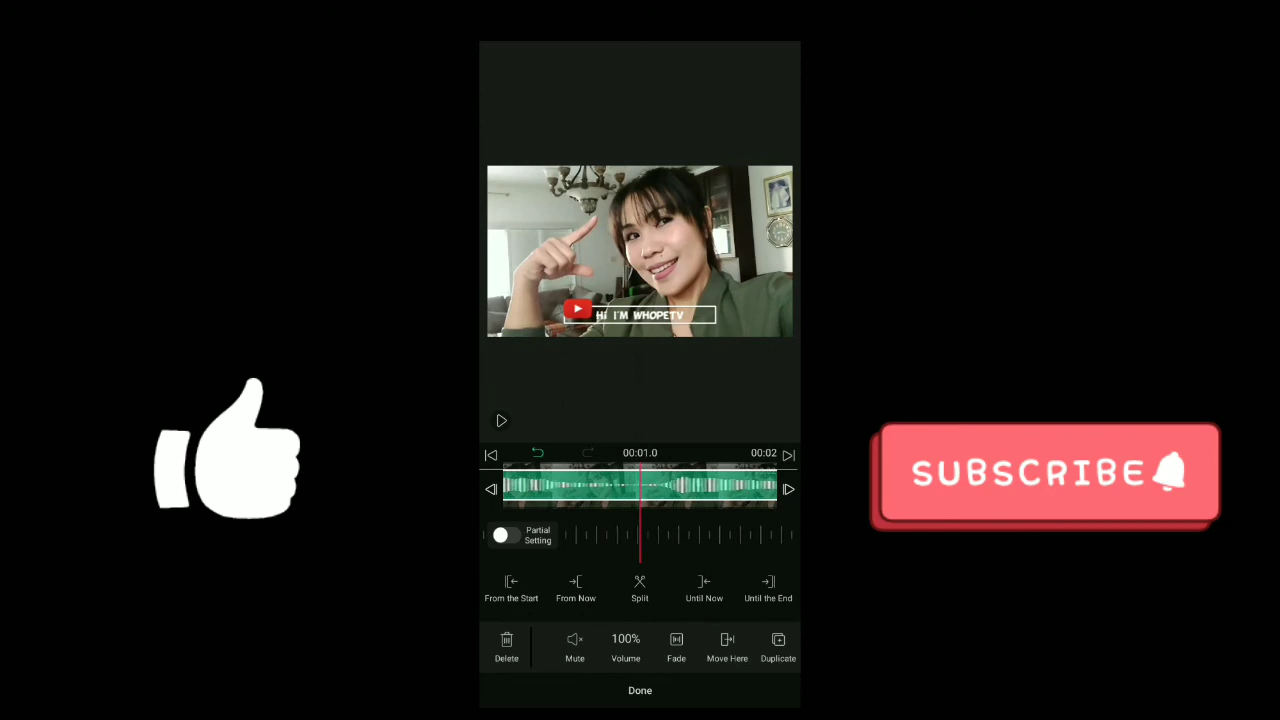 Hi I'M WHOPETV
00:01.0
00:02
Partial
Setting
From the Start
From Now
Split
Until Now
Until the End
100%
Delete
Mute
Volume
Fade
Move Here
Duplicate
Done
SUBSCRIBE